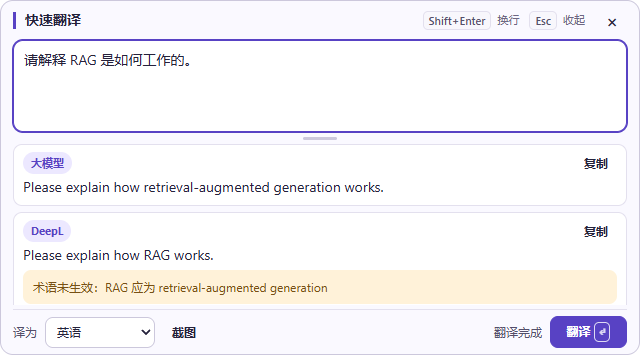 快速翻译 Shift+Enter 换行 Esc 收起 ×
请解释 RAG 是如何工作的。
大模型 复制
Please explain how retrieval-augmented generation works.
DeepL 复制
Please explain how RAG works.
术语未生效：RAG 应为 retrieval-augmented generation
译为 英语 截图 翻译完成 翻译 ⏎